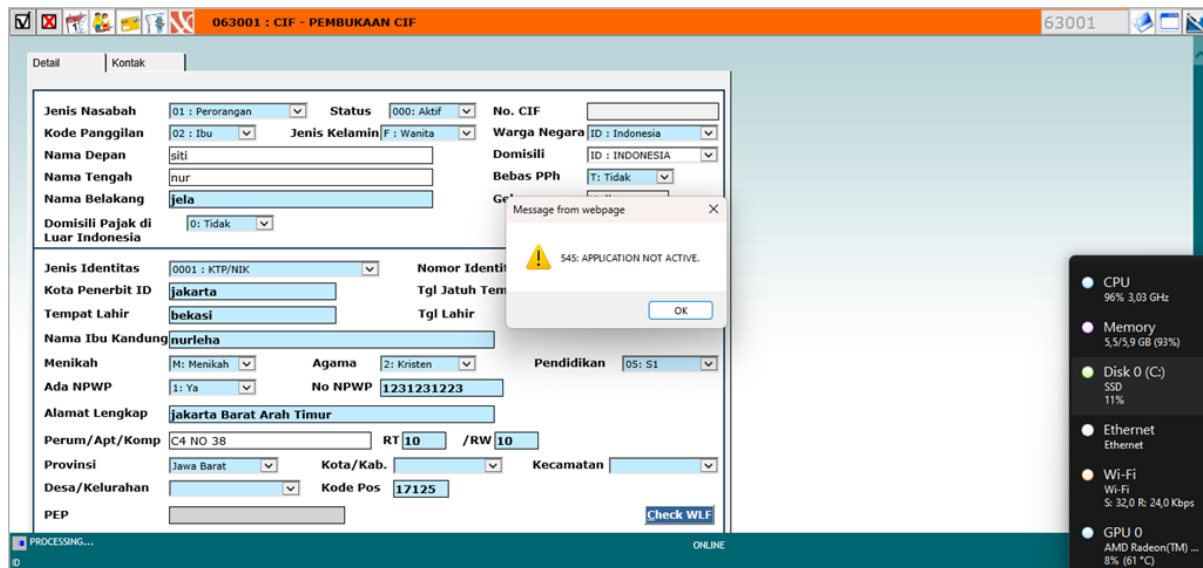 063001 : CIF - PEMBUKAAN CIF 63001
Detail Kontak
Jenis Nasabah 01 : Perorangan Status 000: Aktif No. CIF
Kode Panggilan 02 : Ibu Jenis Kelamin F : Wanita Warga Negara ID : Indonesia
Nama Depan siti Domisili ID : INDONESIA
Nama Tengah nur Bebas PPh T: Tidak
Nama Belakang jela
Domisili Pajak di Luar Indonesia 0: Tidak
Message from webpage
545: APPLICATION NOT ACTIVE.
OK
Jenis Identitas 0001 : KTP/NIK Nomor
Kota Penerbit ID jakarta Tgl Jatuh
Tempat Lahir bekasi Tgl Lahir
Nama Ibu Kandung nurleha
Menikah M: Menikah Agama 2: Kristen Pendidikan 05: S1
Ada NPWP 1: Ya No NPWP 1231231223
Alamat Lengkap jakarta Barat Arah Timur
Perum/Apt/Komp C4 NO 38 RT 10 /RW 10
Provinsi Jawa Barat Kota/Kab. Kecamatan
Desa/Kelurahan Kode Pos 17125
PEP Check WLF
PROCESSING... ONLINE
ID
CPU
96% 3,03 GHz
Memory
5,5/5,9 GB (93%)
Disk 0 (C:)
SSD
11%
Ethernet
Ethernet
Wi-Fi
Wi-Fi
S: 32,0 R: 24,0 Kbps
GPU 0
AMD Radeon(TM) ...
8% (61 °C)